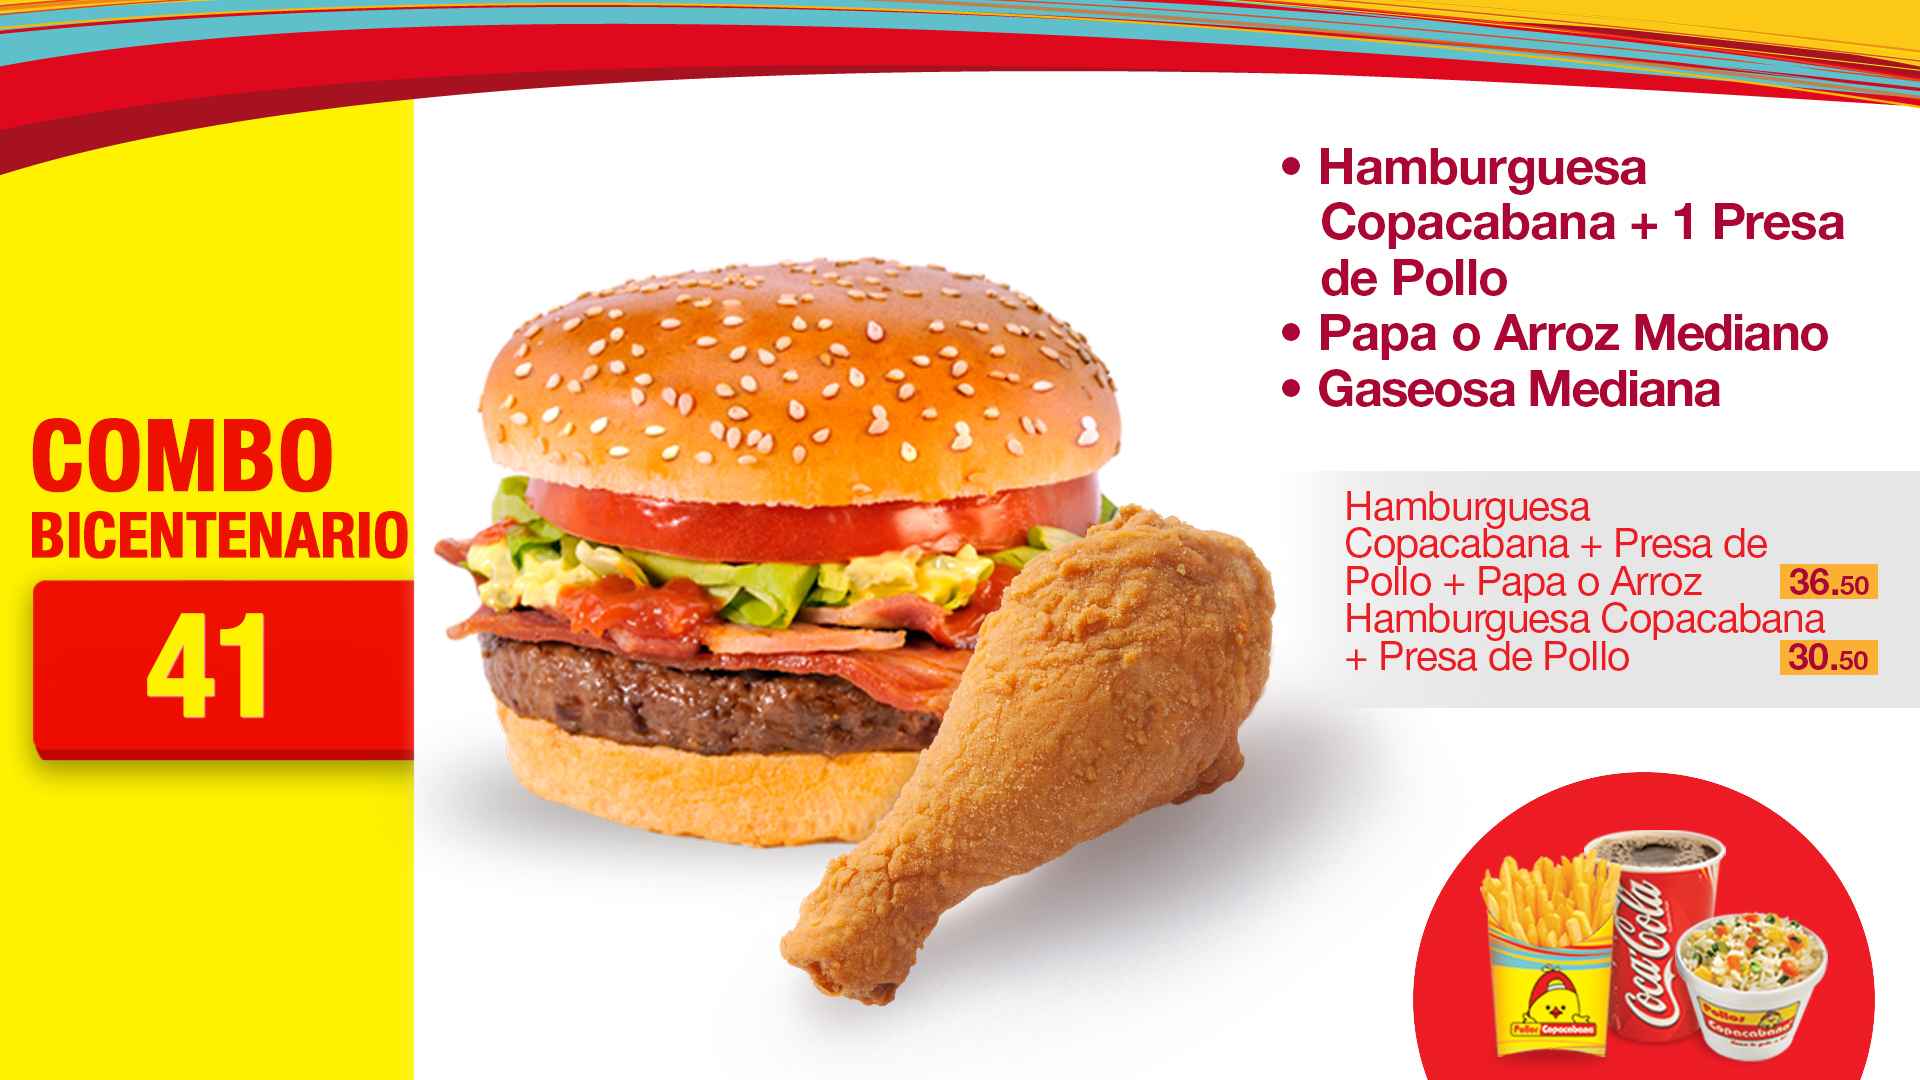 COMBO
BICENTENARIO
41
• Hamburguesa
Copacabana + 1 Presa
de Pollo
• Papa o Arroz Mediano
• Gaseosa Mediana
Hamburguesa
Copacabana + Presa de
Pollo + Papa o Arroz 36.50
Hamburguesa Copacabana
+ Presa de Pollo 30.50
Coca-Cola
Pollos Copacabana
Pollos
Copacabana